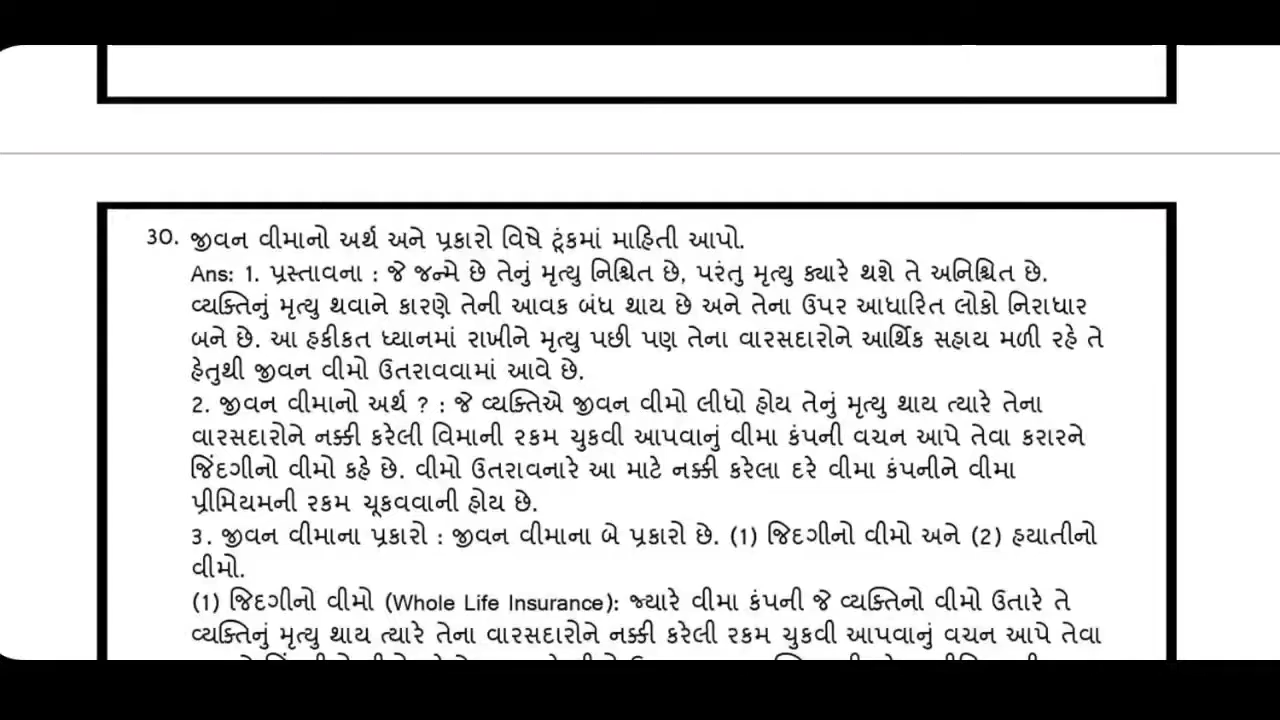 30. જીવન વીમાનો અર્થ અને પ્રકારો વિષે ટૂંકમાં માહિતી આપો.
Ans: 1. પ્રસ્તાવના : જે જન્મે છે તેનું મૃત્યુ નિશ્ચિત છે, પરંતુ મૃત્યુ ક્યારે થશે તે અનિશ્ચિત છે.
વ્યક્તિનું મૃત્યુ થવાને કારણે તેની આવક બંધ થાય છે અને તેના ઉપર આધારિત લોકો નિરાધાર
બને છે. આ હકીકત ધ્યાનમાં રાખીને મૃત્યુ પછી પણ તેના વારસદારોને આર્થિક સહાય મળી રહે તે
હેતુથી જીવન વીમો ઉતરાવવામાં આવે છે.
2. જીવન વીમાનો અર્થ ? : જે વ્યક્તિએ જીવન વીમો લીધો હોય તેનું મૃત્યુ થાય ત્યારે તેના
વારસદારોને નક્કી કરેલી વિમાની રકમ ચુકવી આપવાનું વીમા કંપની વચન આપે તેવા કરારને
જિંદગીનો વીમો કહે છે. વીમો ઉતરાવનારે આ માટે નક્કી કરેલા દરે વીમા કંપનીને વીમા
પ્રીમિયમની રકમ ચૂકવવાની હોય છે.
3. જીવન વીમાના પ્રકારો : જીવન વીમાના બે પ્રકારો છે. (1) જિદગીનો વીમો અને (2) હયાતીનો
વીમો.
(1) જિદગીનો વીમો (Whole Life Insurance): જ્યારે વીમા કંપની જે વ્યક્તિનો વીમો ઉતારે તે
વ્યક્તિનું મૃત્યુ થાય ત્યારે તેના વારસદારોને નક્કી કરેલી રકમ ચુકવી આપવાનું વચન આપે તેવા